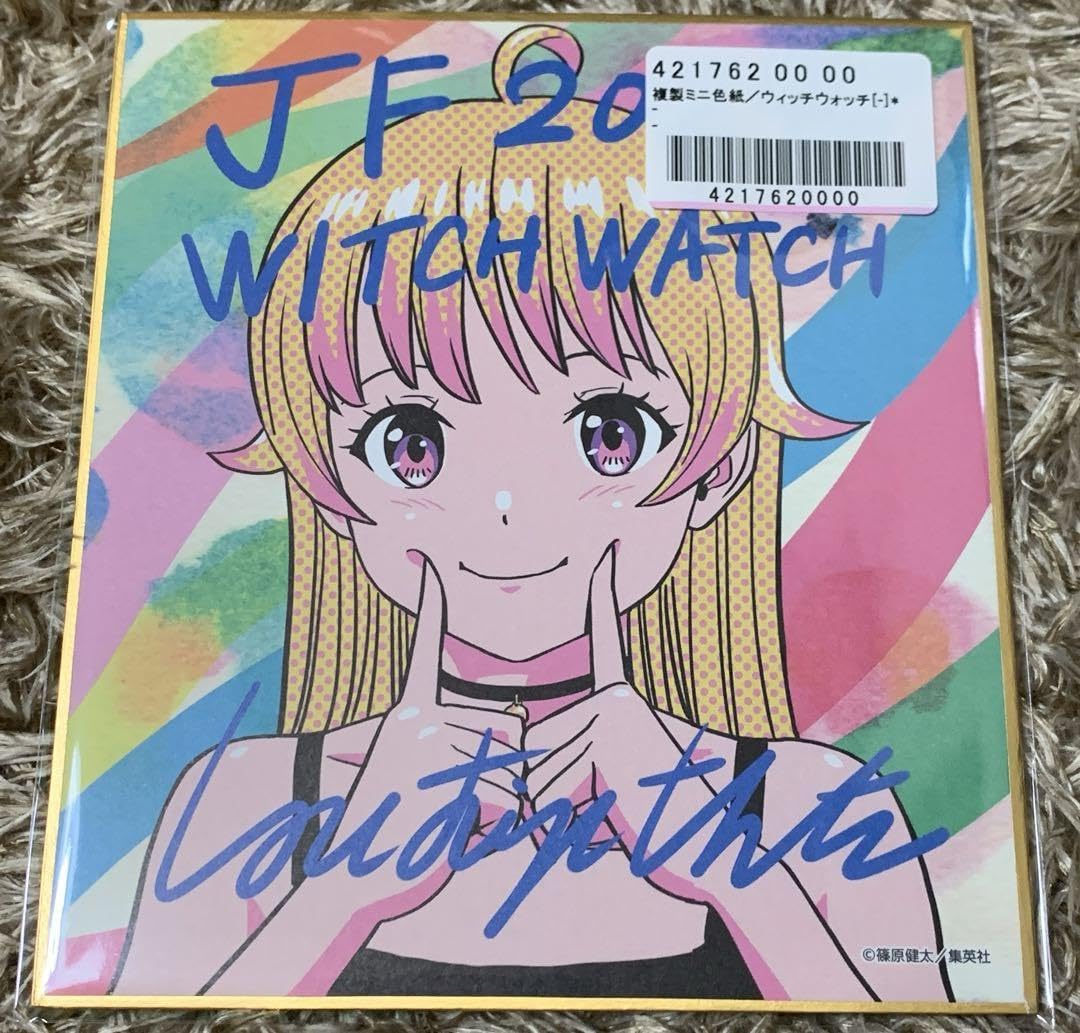 JF 20
421762 00 00
複製ミニ色紙／ウィッチウォッチ[-]*
-
-
4217620000
WITCH WATCH
©篠原健太／集英社